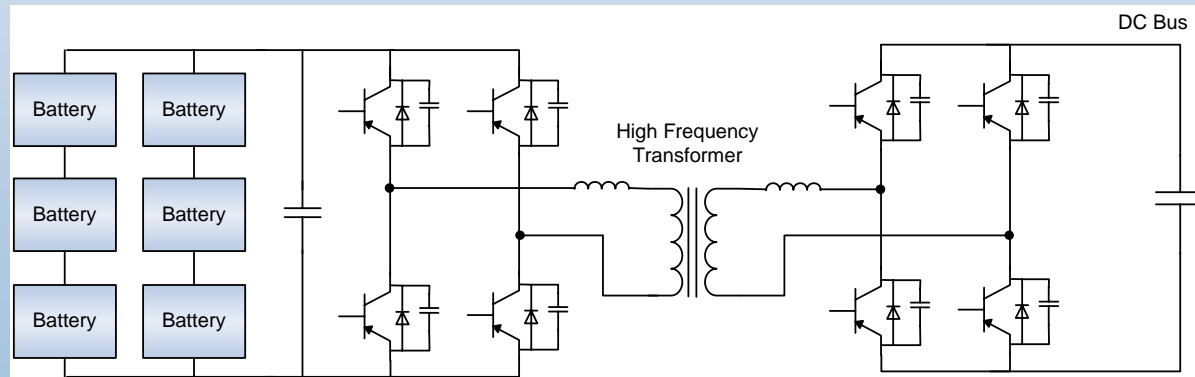 DC Bus
Battery
Battery
High Frequency
Transformer
Battery
Battery
Battery
Battery